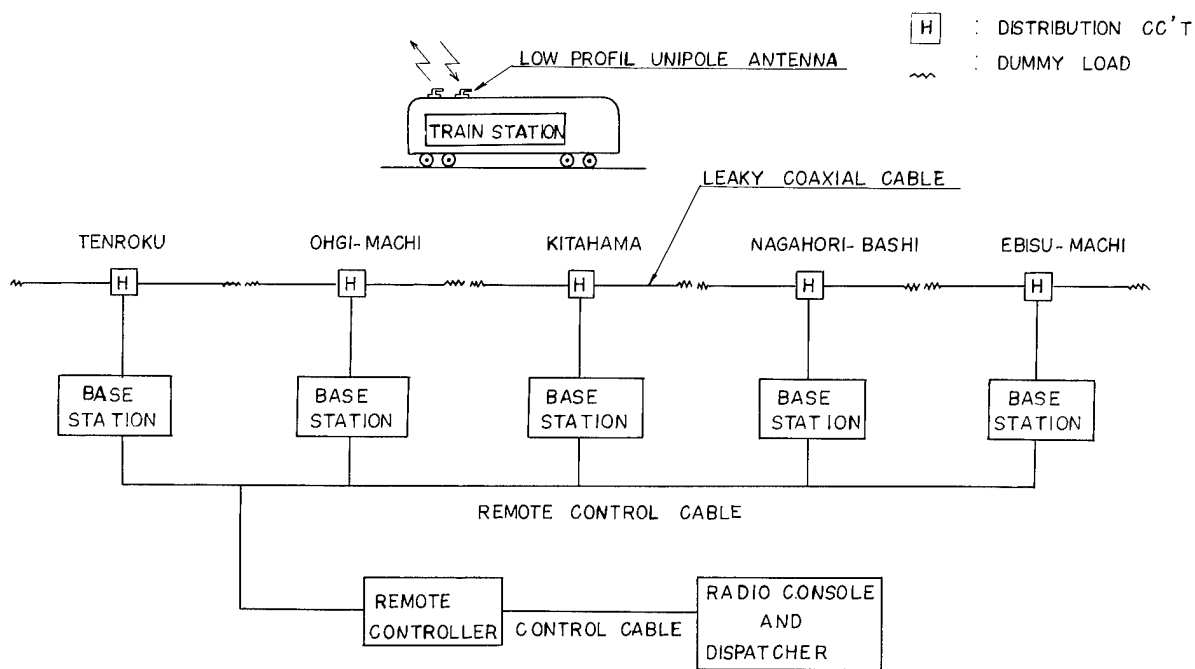 H : DISTRIBUTION CC'T
: DUMMY LOAD
LOW PROFIL UNIPOLE ANTENNA
TRAIN STATION
LEAKY COAXIAL CABLE
TENROKU
OHGI-MACHI
KITAHAMA
NAGAHORI-BASHI
EBISU-MACHI
H
H
H
H
H
BASE
STATION
BASE
STATION
BASE
STATION
BASE
STATION
BASE
STATION
REMOTE CONTROL CABLE
REMOTE
CONTROLLER
CONTROL CABLE
RADIO CONSOLE
AND
DISPATCHER